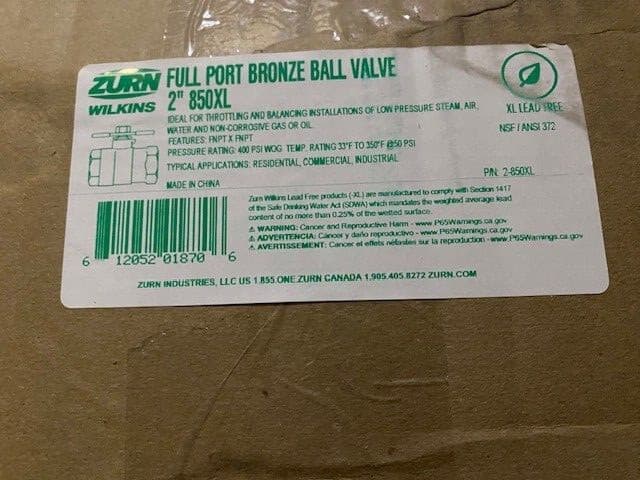 ZURN
WILKINS
FULL PORT BRONZE BALL VALVE
2" 850XL
IDEAL FOR THROTTLING AND BALANCING INSTALLATIONS OF LOW PRESSURE STEAM, AIR,
WATER AND NON-CORROSIVE GAS OR OIL.
FEATURES: FNPT X FNPT
PRESSURE RATING: 400 PSI WOG TEMP. RATING 33°F TO 350°F @50 PSI
TYPICAL APPLICATIONS: RESIDENTIAL, COMMERCIAL, INDUSTRIAL
MADE IN CHINA
XL LEAD FREE
NSF / ANSI 372
P/N: 2-850XL
Zurn Wilkins Lead Free products (-XL) are manufactured to comply with Section 1417
of the Safe Drinking Water Act (SDWA) which mandates the weighted average lead
content of no more than 0.25% of the wetted surface.
⚠ WARNING: Cancer and Reproductive Harm - www.P65Warnings.ca.gov
⚠ ADVERTENCIA: Cancer y daño reproductivo - www.P65Warnings.ca.gov
⚠ AVERTISSEMENT: Cancer et effets néfastes sur la reproduction - www.P65Warnings.ca.gov
6 12052 01870 6
ZURN INDUSTRIES, LLC US 1.855.ONE.ZURN CANADA 1.905.405.8272 ZURN.COM